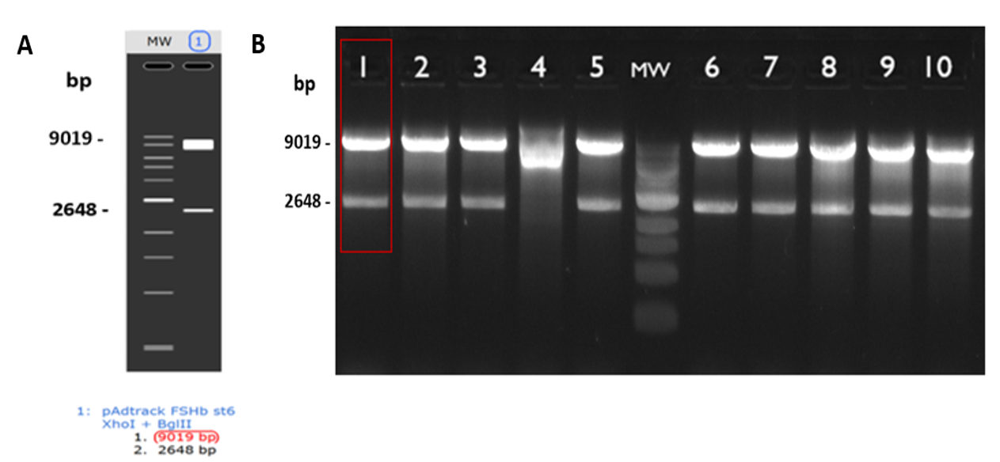 A
MW 1
bp
9019 -
2648 -
1: pAdtrack FSHb st6
XhoI + BglII
1. (9019 bp)
2. 2648 bp
B
1 2 3 4 5 MW 6 7 8 9 10
bp
9019 -
2648 -